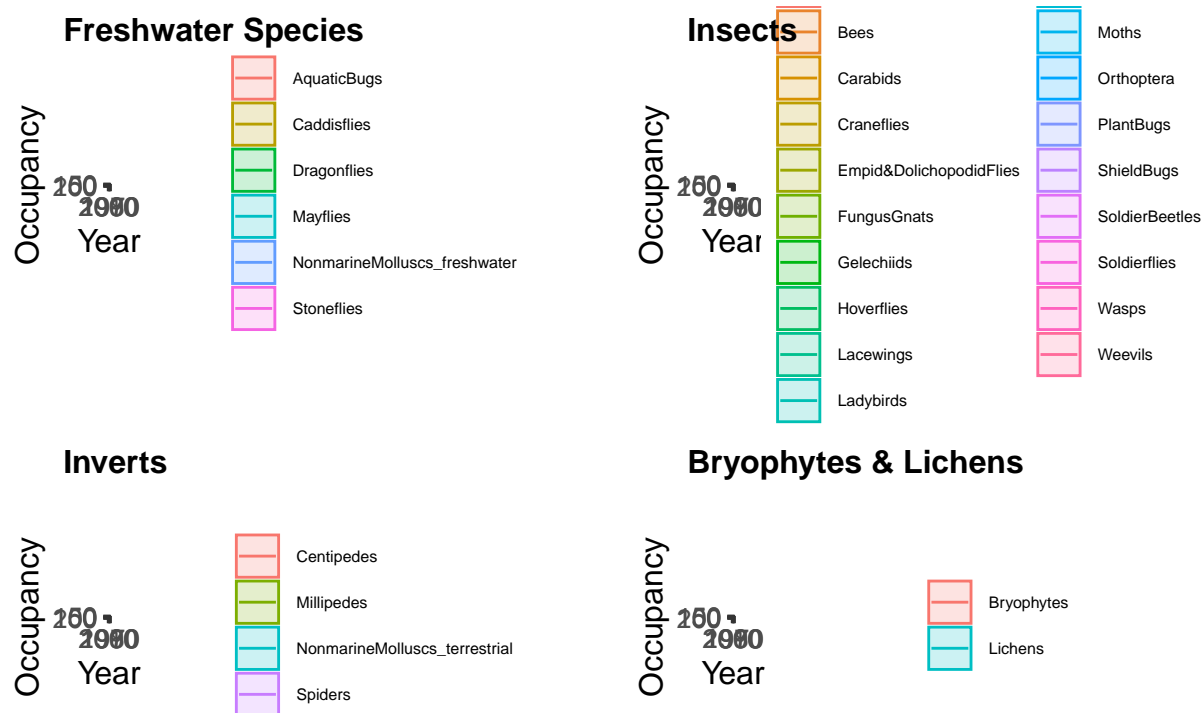 Freshwater Species
Occupancy
Year
AquaticBugs
Caddisflies
Dragonflies
Mayflies
NonmarineMolluscs_freshwater
Stoneflies
Insects
Occupancy
Year
Bees
Carabids
Craneflies
Empid&DolichopodidFlies
FungusGnats
Gelechiids
Hoverflies
Lacewings
Ladybirds
Moths
Orthoptera
PlantBugs
ShieldBugs
SoldierBeetles
Soldierflies
Wasps
Weevils
Inverts
Occupancy
Year
Centipedes
Millipedes
NonmarineMolluscs_terrestrial
Spiders
Bryophytes & Lichens
Occupancy
Year
Bryophytes
Lichens